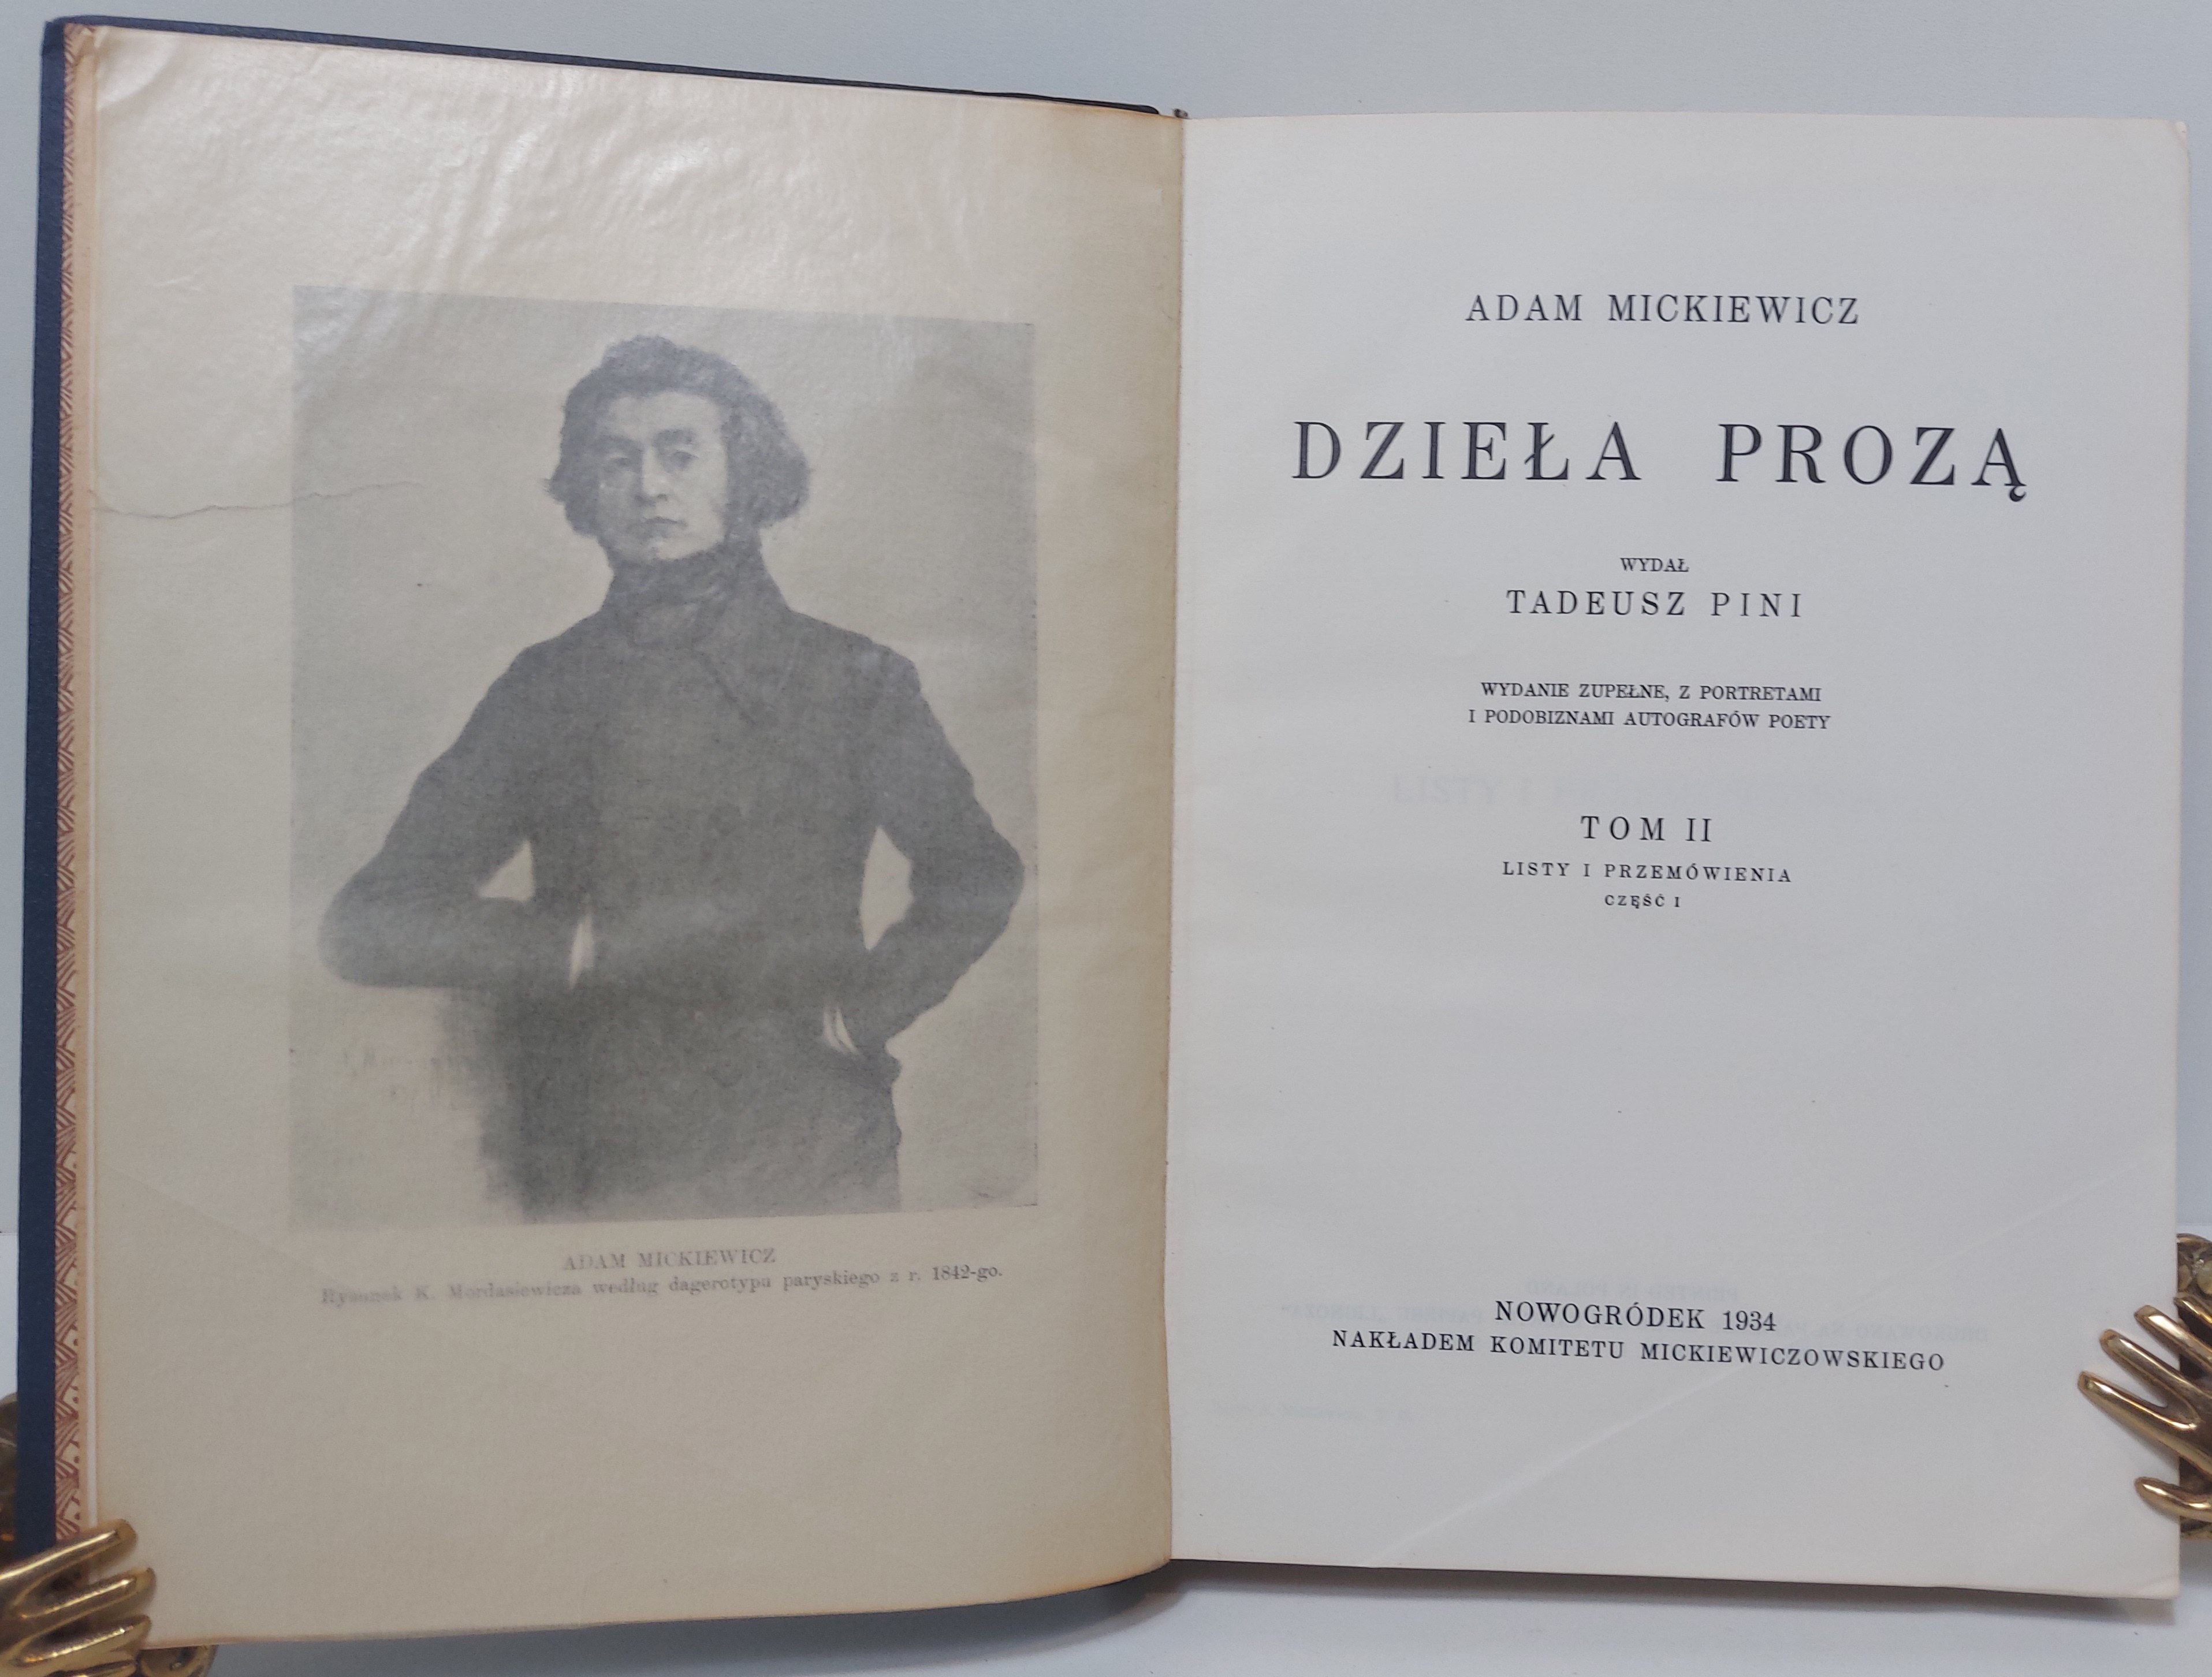 ADAM MICKIEWICZ
Rysunek K. Mordasiewicza według dagerotypu paryskiego z r. 1842-go.
ADAM MICKIEWICZ
DZIEŁA PROZĄ
WYDAŁ
TADEUSZ PINI
WYDANIE ZUPEŁNE, Z PORTRETAMI
I PODOBIZNAMI AUTOGRAFÓW POETY
TOM II
LISTY I PRZEMÓWIENIA
CZĘŚĆ I
NOWOGRÓDEK 1934
NAKŁADEM KOMITETU MICKIEWICZOWSKIEGO